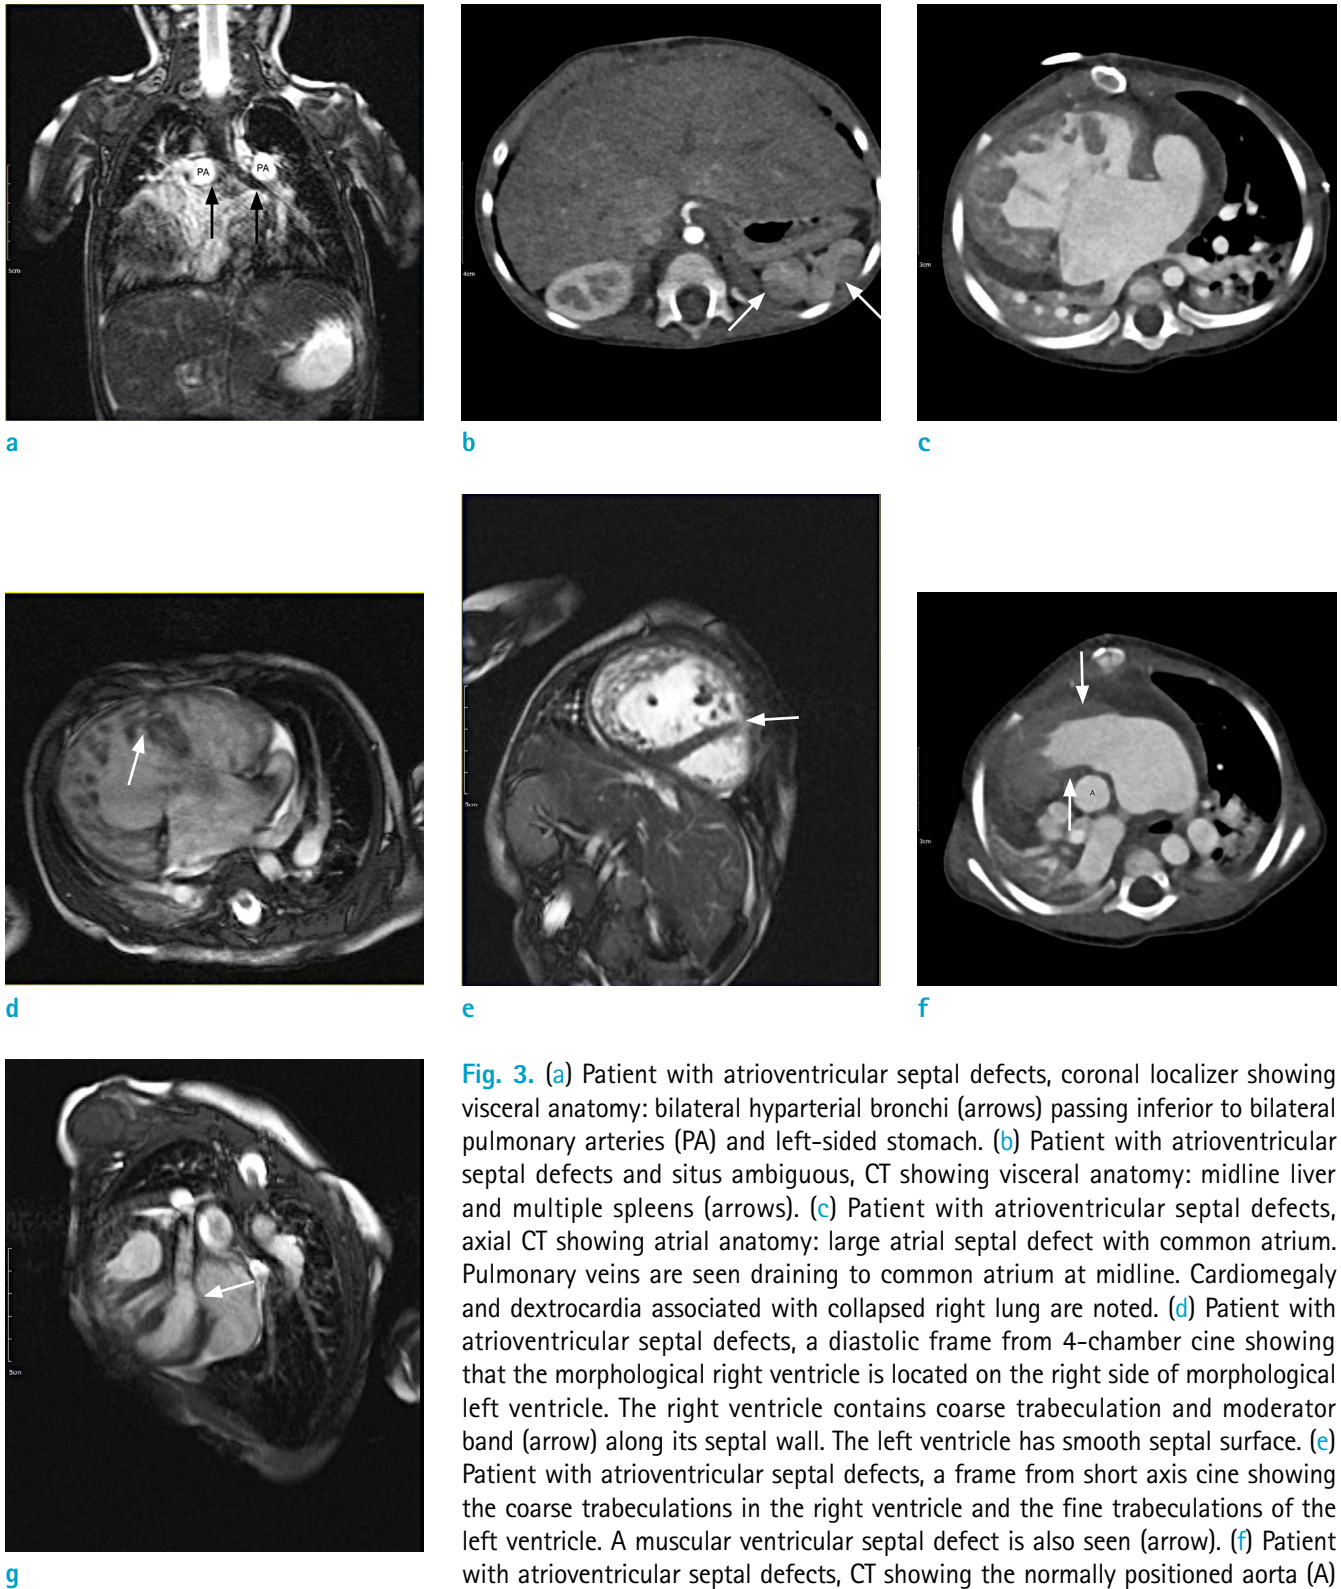 PA
PA
5cm
4cm
3cm
a
b
c
5cm
A
3cm
d
e
f
5cm
g
Fig. 3. (a) Patient with atrioventricular septal defects, coronal localizer showing
visceral anatomy: bilateral hyparterial bronchi (arrows) passing inferior to bilateral
pulmonary arteries (PA) and left-sided stomach. (b) Patient with atrioventricular
septal defects and situs ambiguous, CT showing visceral anatomy: midline liver
and multiple spleens (arrows). (c) Patient with atrioventricular septal defects,
axial CT showing atrial anatomy: large atrial septal defect with common atrium.
Pulmonary veins are seen draining to common atrium at midline. Cardiomegaly
and dextrocardia associated with collapsed right lung are noted. (d) Patient with
atrioventricular septal defects, a diastolic frame from 4-chamber cine showing
that the morphological right ventricle is located on the right side of morphological
left ventricle. The right ventricle contains coarse trabeculation and moderator
band (arrow) along its septal wall. The left ventricle has smooth septal surface. (e)
Patient with atrioventricular septal defects, a frame from short axis cine showing
the coarse trabeculations in the right ventricle and the fine trabeculations of the
left ventricle. A muscular ventricular septal defect is also seen (arrow). (f) Patient
with atrioventricular septal defects, CT showing the normally positioned aorta (A)